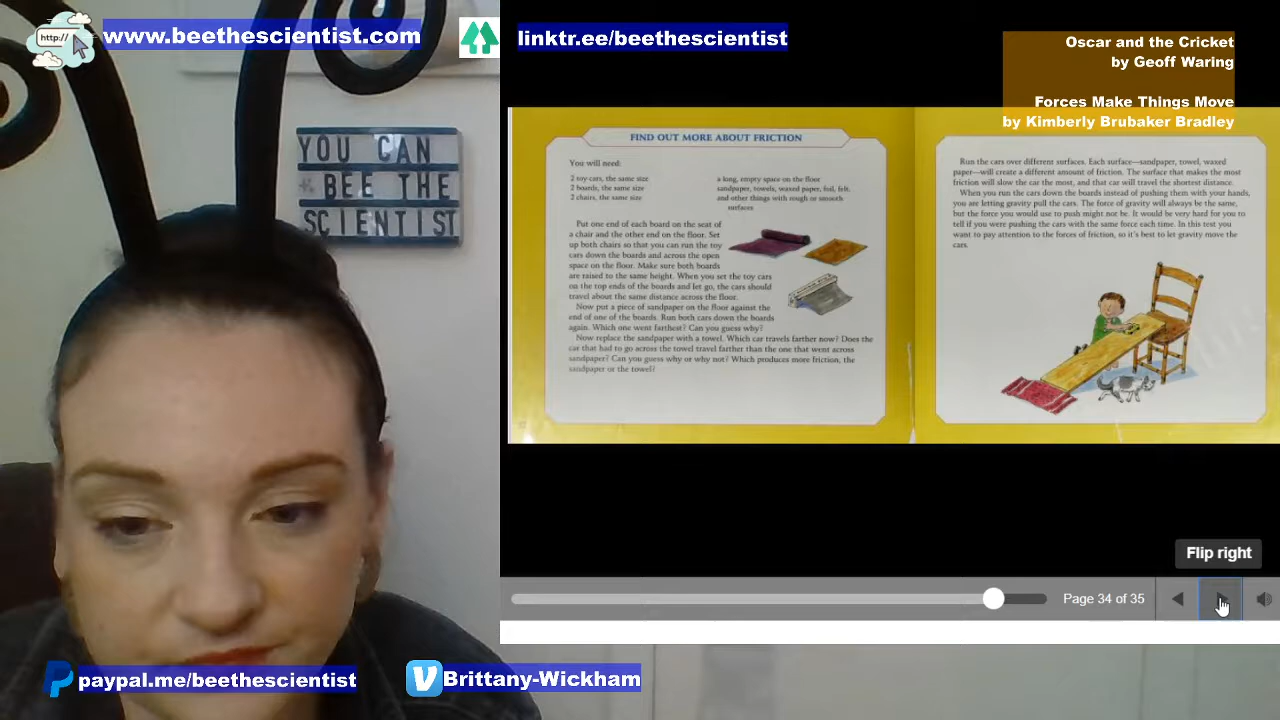 http://
www.beethescientist.com
linktr.ee/beethescientist
Oscar and the Cricket
by Geoff Waring
Forces Make Things Move
by Kimberly Brubaker Bradley
YOU CAN
BEE THE
SCIENTIST
FIND OUT MORE ABOUT FRICTION
You will need:
2 toy cars, the same size
2 boards, the same size
2 chairs, the same size
a long, empty space on the floor
sandpaper, towels, waxed paper, foil, felt,
and other things with rough or smooth
surfaces
Put one end of each board on the seat of
a chair and the other end on the floor. Set
up both chairs so that you can run the toy
cars down the boards and across the open
space on the floor. Make sure both boards
are raised to the same height. When you set the toy cars
on the top ends of the boards and let go, the cars should
travel about the same distance across the floor.
Now put a piece of sandpaper on the floor against the
end of one of the boards. Run both cars down the boards
again. Which one went farthest? Can you guess why?
Now replace the sandpaper with a towel. Which car travels farther now? Does the
car that had to go across the towel travel farther than the one that went across
sandpaper? Can you guess why or why not? Which produces more friction, the
sandpaper or the towel?
Run the cars over different surfaces. Each surface—sandpaper, towel, waxed
paper—will create a different amount of friction. The surface that makes the most
friction will slow the car the most, and that car will travel the shortest distance.
When you run the cars down the boards instead of pushing them with your hands,
you are letting gravity pull the cars. The force of gravity will always be the same,
but the force you would use to push might not be. It would be very hard for you to
tell if you were pushing the cars with the same force each time. In this test you
want to pay attention to the forces of friction, so it's best to let gravity move the
cars.
Flip right
Page 34 of 35
paypal.me/beethescientist
Brittany-Wickham